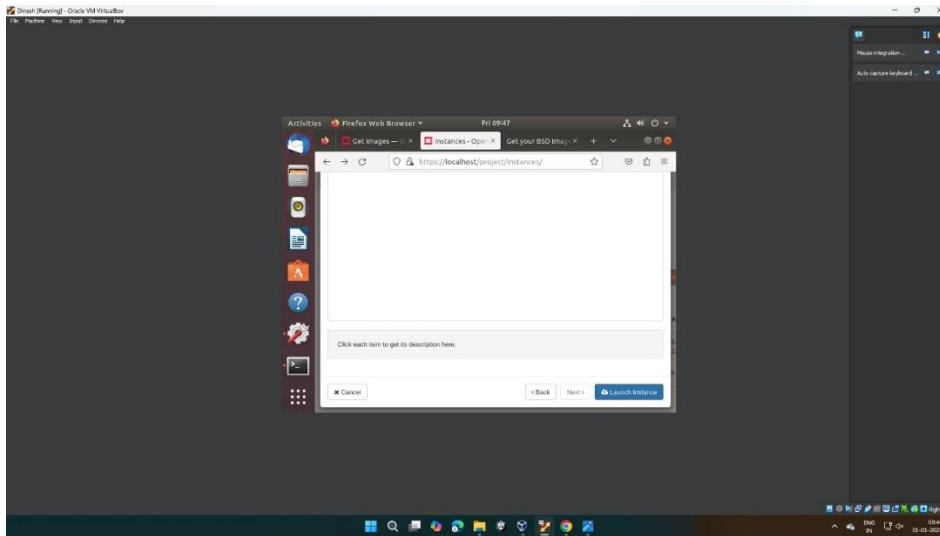 Dinesh [Running] - Oracle VM VirtualBox
File Machine View Input Devices Help
Mouse integration ...
Auto capture keyboard ...
Activities Firefox Web Browser Fri 09:47
Get images — Instances - Ope Get your BSD Image
https://localhost/project/instances/
Click each item to get its description here.
Cancel
< Back
Next >
Launch Instance
ENG
IN